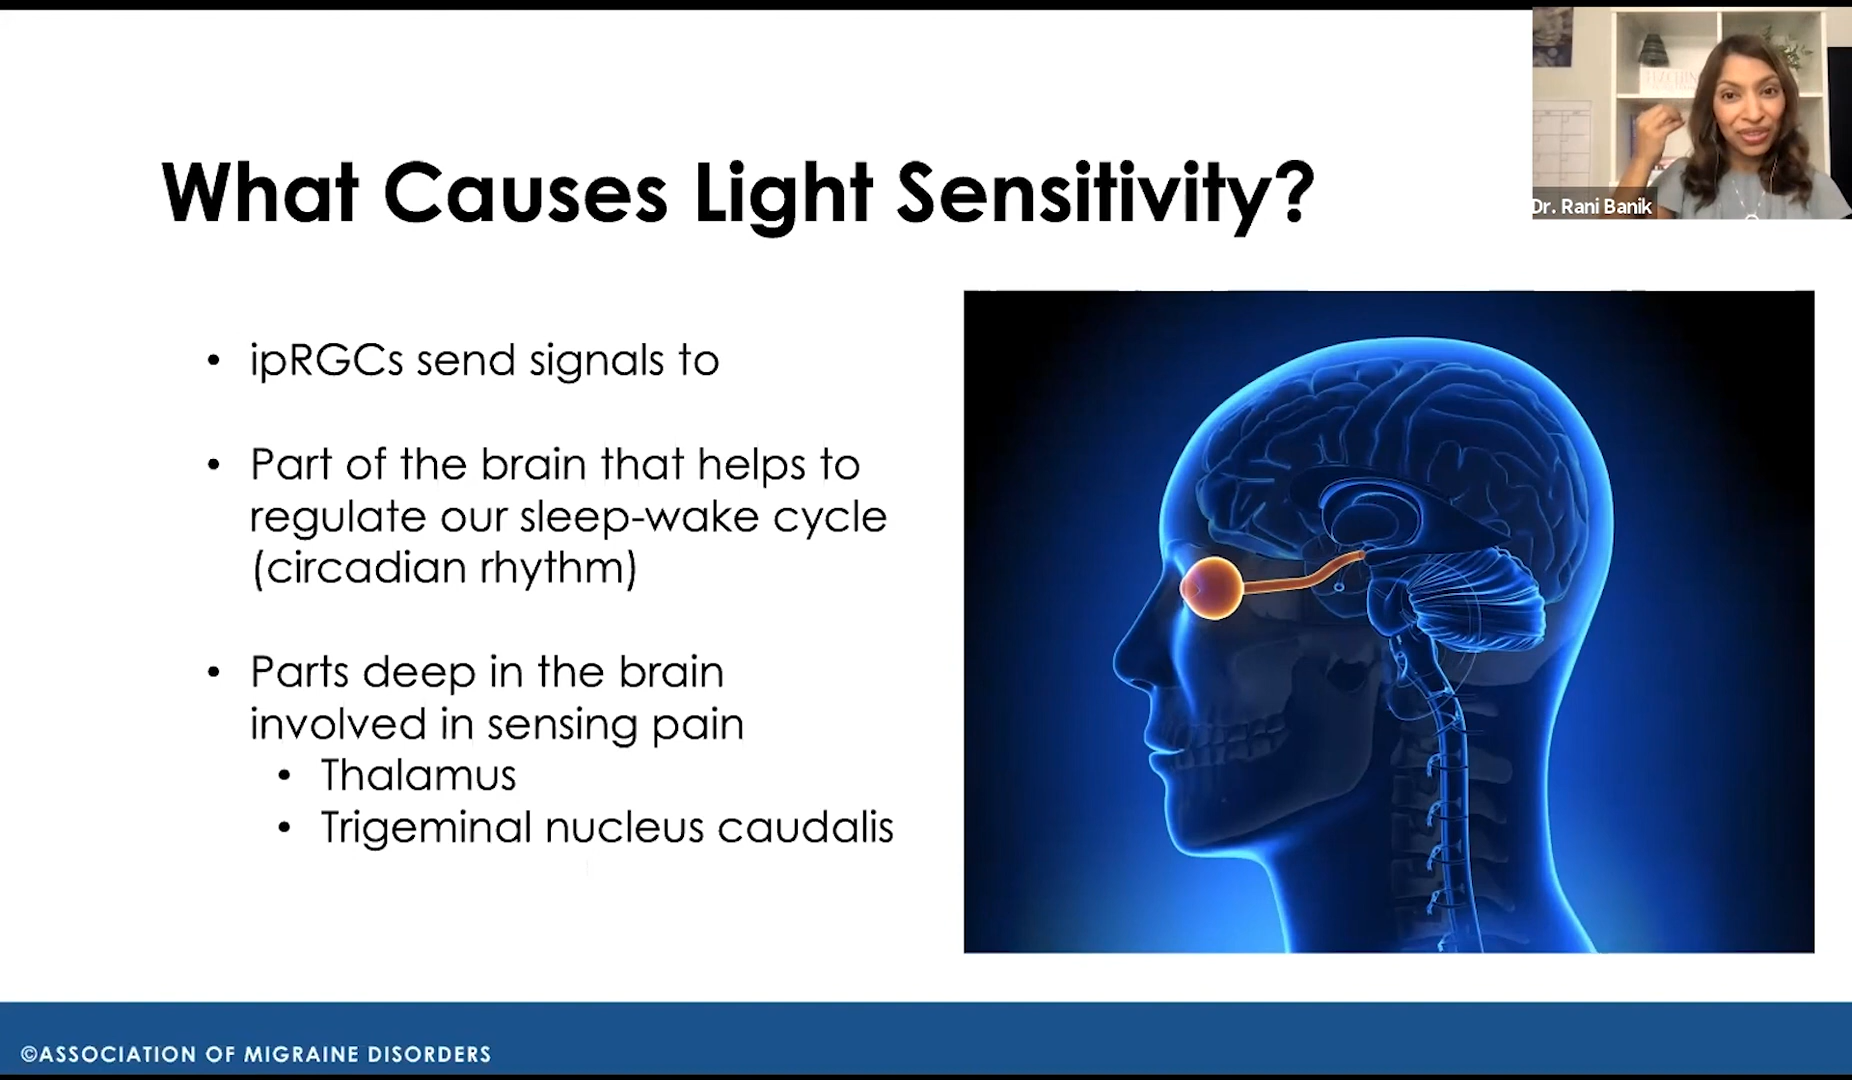 What Causes Light Sensitivity?
Dr. Rani Banik
• ipRGCs send signals to
• Part of the brain that helps to
regulate our sleep-wake cycle
(circadian rhythm)
• Parts deep in the brain
involved in sensing pain
• Thalamus
• Trigeminal nucleus caudalis
©ASSOCIATION OF MIGRAINE DISORDERS